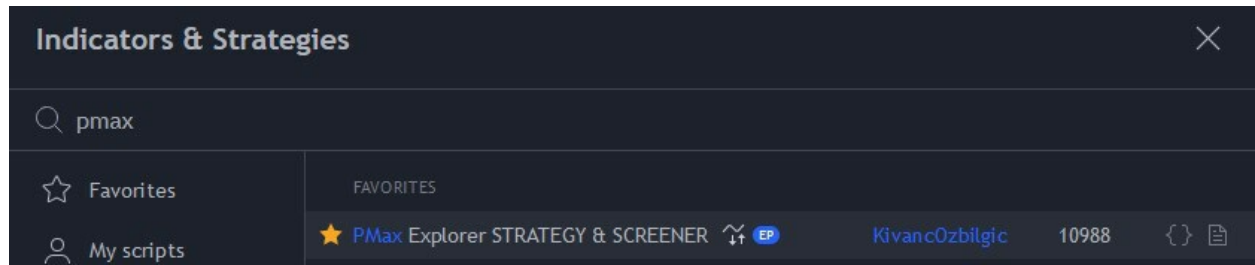 Indicators & Strategies
pmax
Favorites
FAVORITES
PMax Explorer STRATEGY & SCREENER EP KivancOzbilgic 10988 {}
My scripts